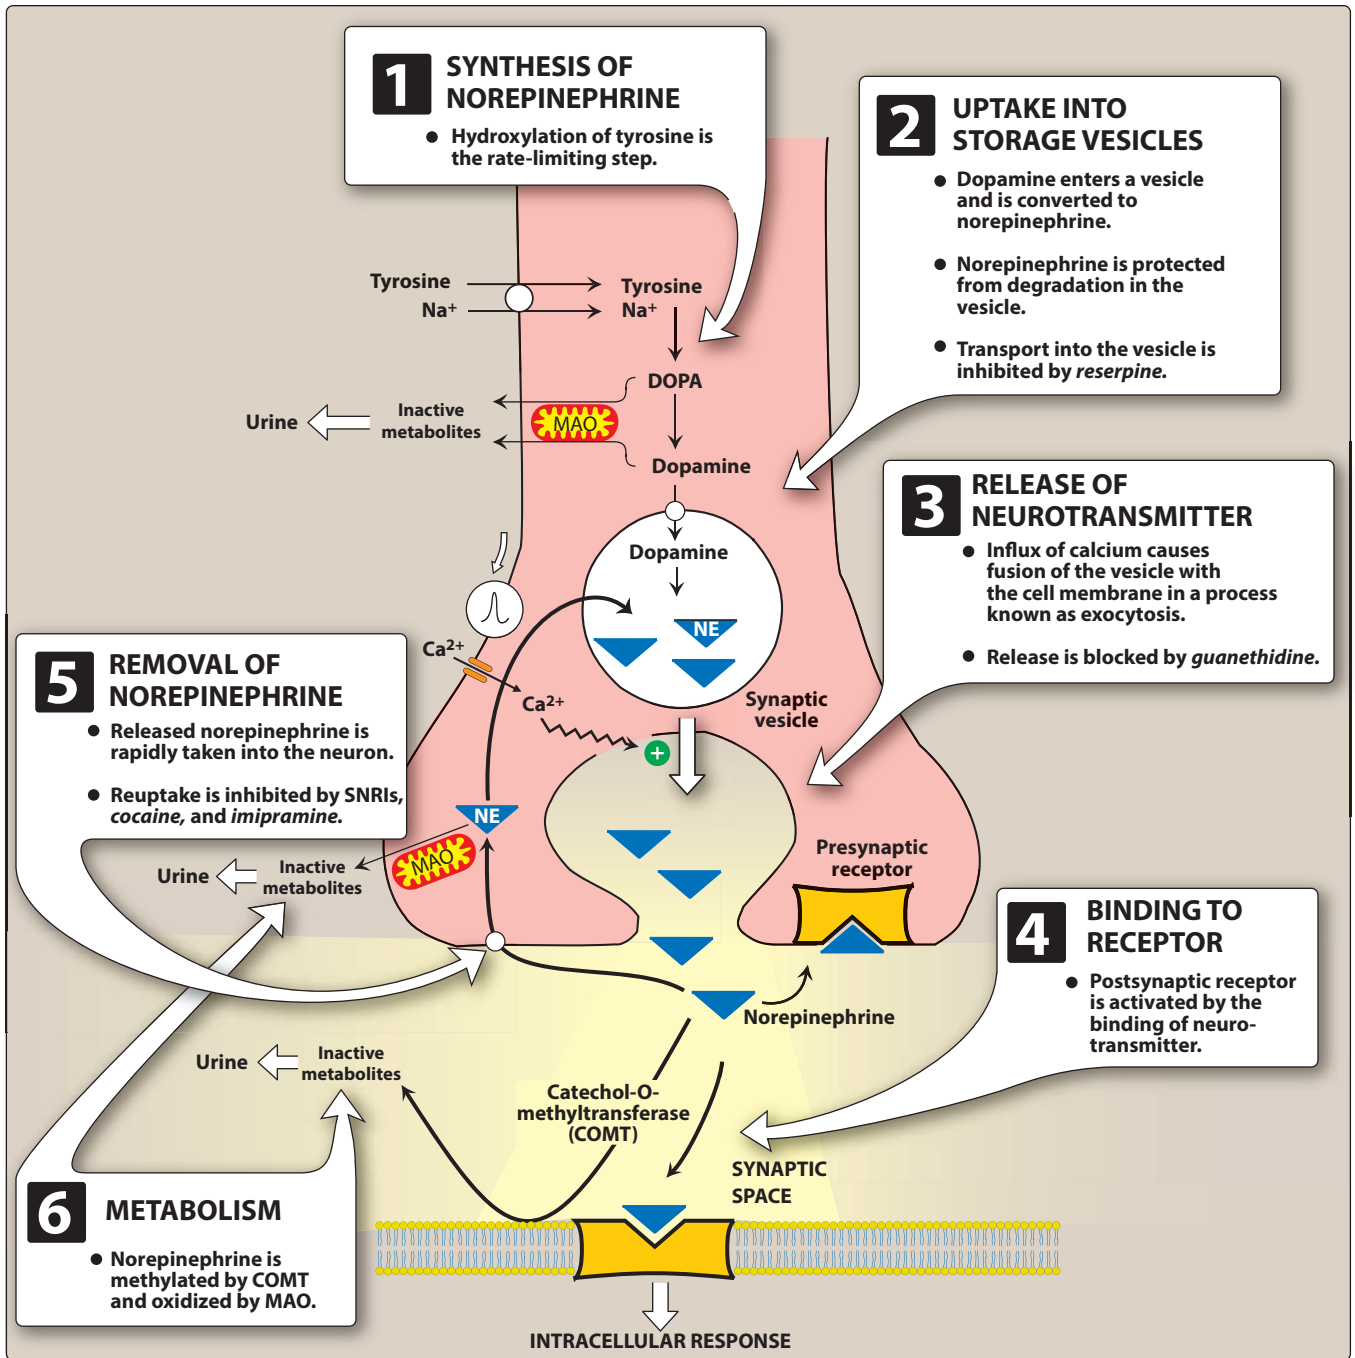 1
SYNTHESIS OF
NOREPINEPHRINE
● Hydroxylation of tyrosine is
the rate-limiting step.
2
UPTAKE INTO
STORAGE VESICLES
● Dopamine enters a vesicle
and is converted to
norepinephrine.
● Norepinephrine is protected
from degradation in the
vesicle.
● Transport into the vesicle is
inhibited by reserpine.
Tyrosine
Na⁺
Tyrosine
Na⁺
DOPA
Urine
Inactive
metabolites
MAO
Dopamine
Dopamine
NE
Synaptic
vesicle
3
RELEASE OF
NEUROTRANSMITTER
● Influx of calcium causes
fusion of the vesicle with
the cell membrane in a process
known as exocytosis.
● Release is blocked by guanethidine.
Ca²⁺
Ca²⁺
+
5
REMOVAL OF
NOREPINEPHRINE
● Released norepinephrine is
rapidly taken into the neuron.
● Reuptake is inhibited by SNRIs,
cocaine, and imipramine.
NE
MAO
Urine
Inactive
metabolites
Presynaptic
receptor
4
BINDING TO
RECEPTOR
● Postsynaptic receptor
is activated by the
binding of neuro-
transmitter.
Norepinephrine
Urine
Inactive
metabolites
Catechol-O-
methyltransferase
(COMT)
SYNAPTIC
SPACE
6
METABOLISM
● Norepinephrine is
methylated by COMT
and oxidized by MAO.
INTRACELLULAR RESPONSE